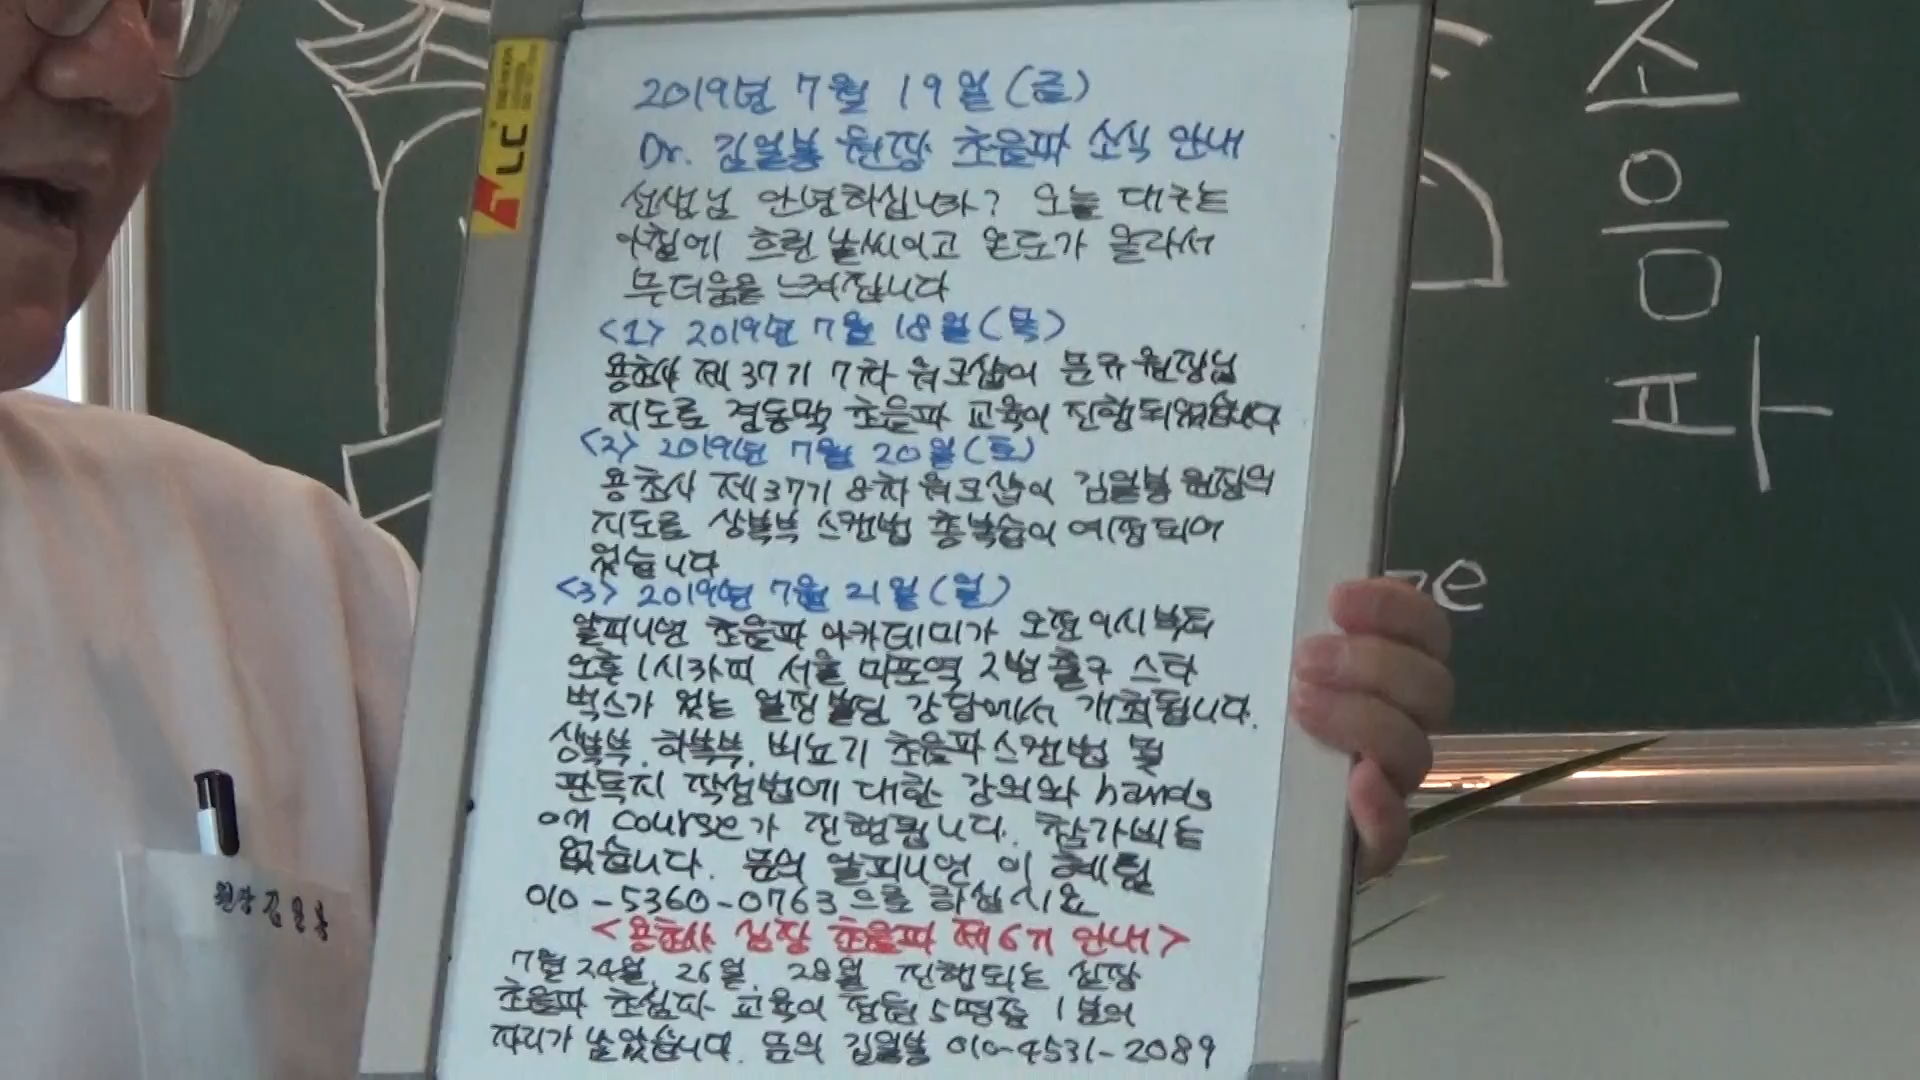 2019년 7월 19일(금)
Dr. 김일봉 원장 초음파 소식 안내
선생님 안녕하십니까? 오늘 대구는
아침에 흐린 날씨이고 온도가 올라서
무더움을 느껴집니다
<1> 2019년 7월 18일(목)
용초사 제37기 7차 워크샵이 문규원장님
지도로 경동맥 초음파 교육이 진행되었습니다
<2> 2019년 7월 20일(토)
용초사 제37기 8차 워크샵이 김일봉 원장의
지도로 상복부 스캔법 총복습이 예정되어
있습니다
<3> 2019년 7월 21일(일)
알피니언 초음파 아카데미가 오전 9시부터
오후 1시까지 서울 마포역 2번 출구 스타
벅스가 있는 일진빌딩 강당에서 개최됩니다.
상복부, 하복부, 비뇨기 초음파 스캔법 및
판독지 작성법에 대한 강의와 hands
on course가 진행됩니다. 참가비는
없습니다. 문의 알피니언 이혜림
010-5360-0763으로 하십시요
<용초사 심장 초음파 제6기 안내>
7월 24일, 26일, 28일 진행되는 심장
초음파 초심자 교육이 정원 5명중 1분의
자리가 남았습니다. 문의 김일봉 010-4531-2089
원장 김일봉
조음부